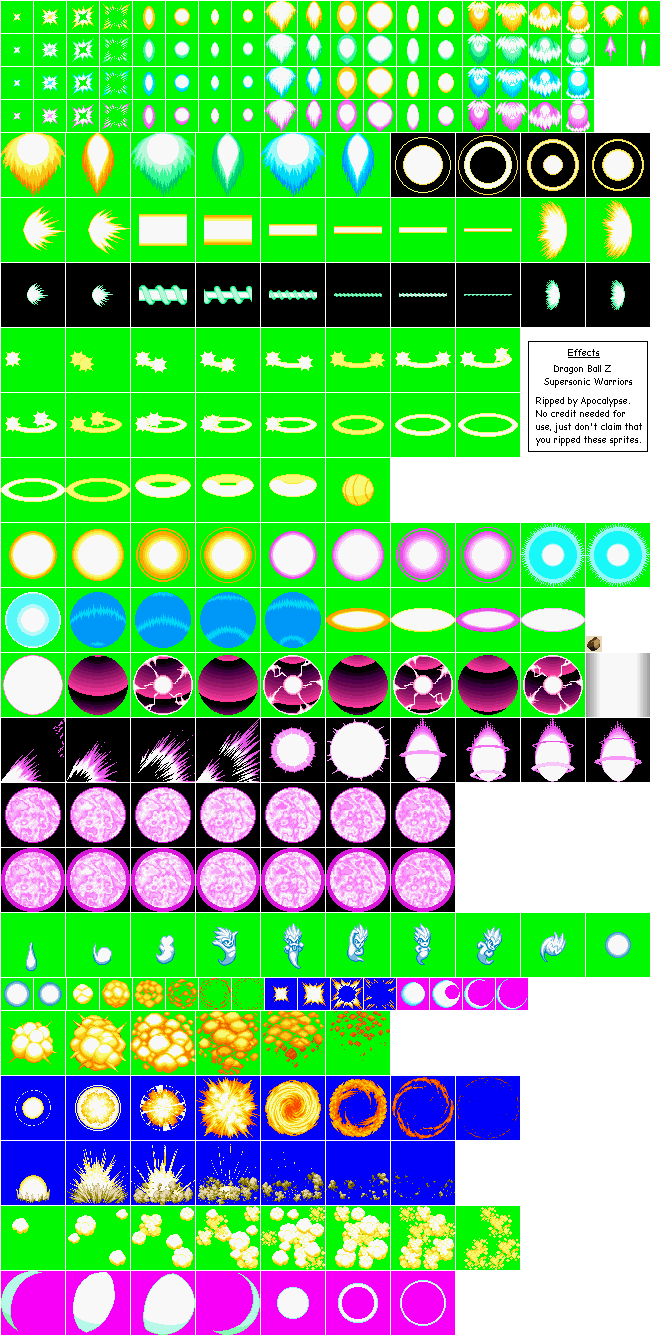 Effects
Dragon Ball Z
Supersonic Warriors
Ripped by Apocalypse.
No credit needed for
use, just don't claim that
you ripped these sprites.